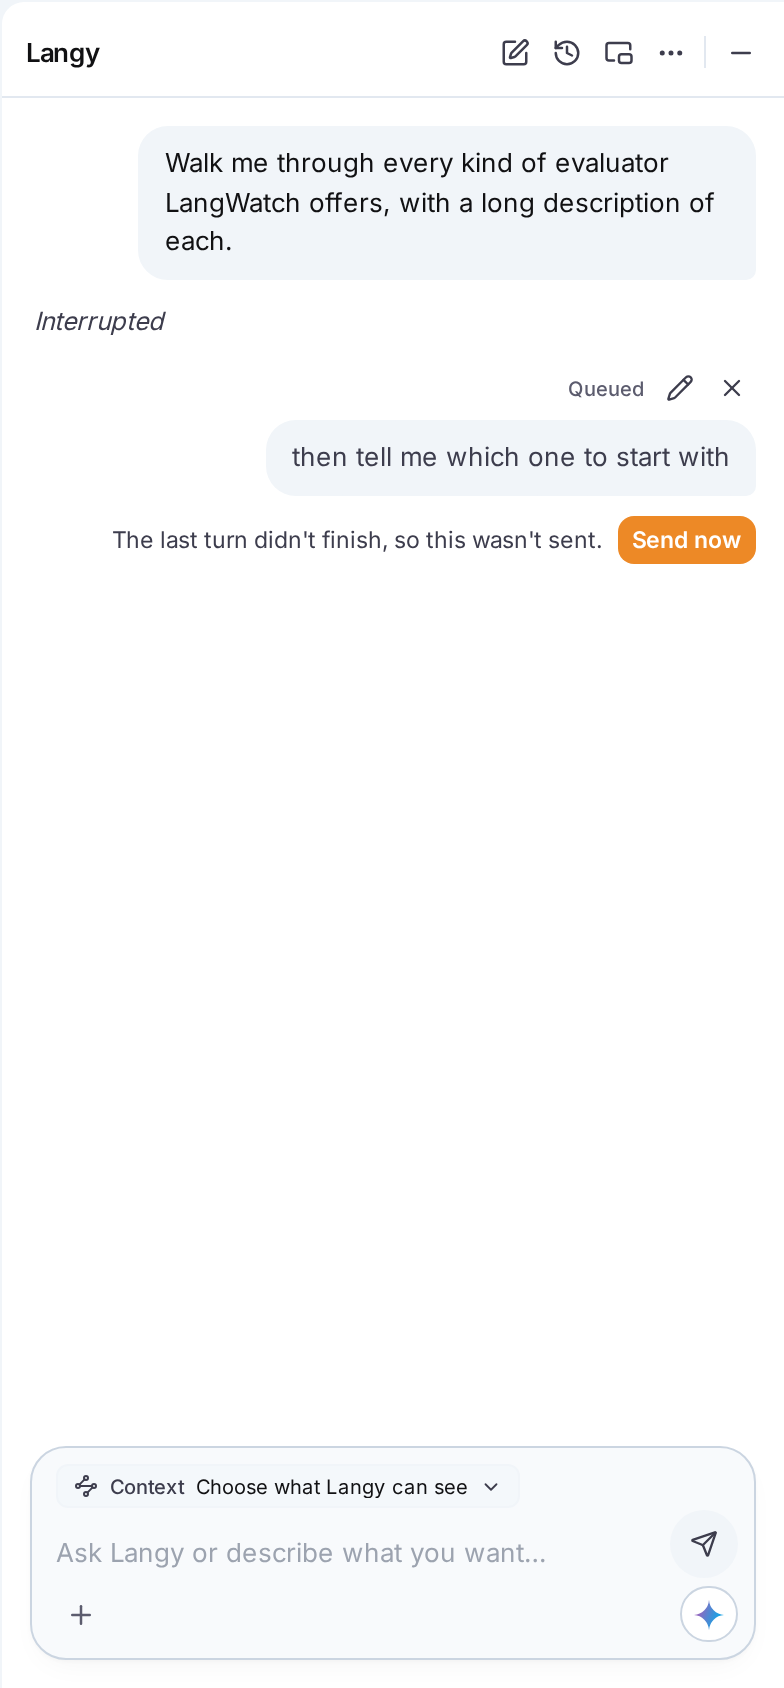 Langy
Walk me through every kind of evaluator
LangWatch offers, with a long description of
each.
Interrupted
Queued
then tell me which one to start with
The last turn didn't finish, so this wasn't sent.
Send now
Context Choose what Langy can see
Ask Langy or describe what you want...